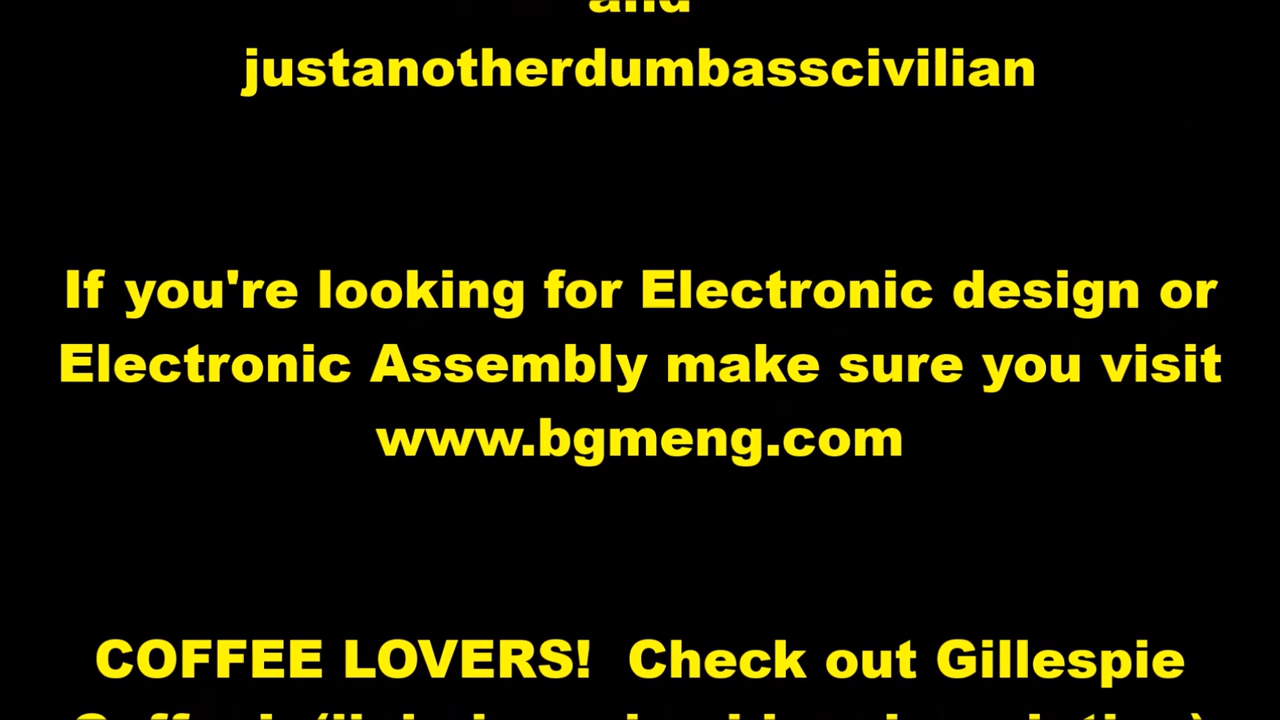 and
justanotherdumbasscivilian
If you're looking for Electronic design or
Electronic Assembly make sure you visit
www.bgmeng.com
COFFEE LOVERS!  Check out Gillespie